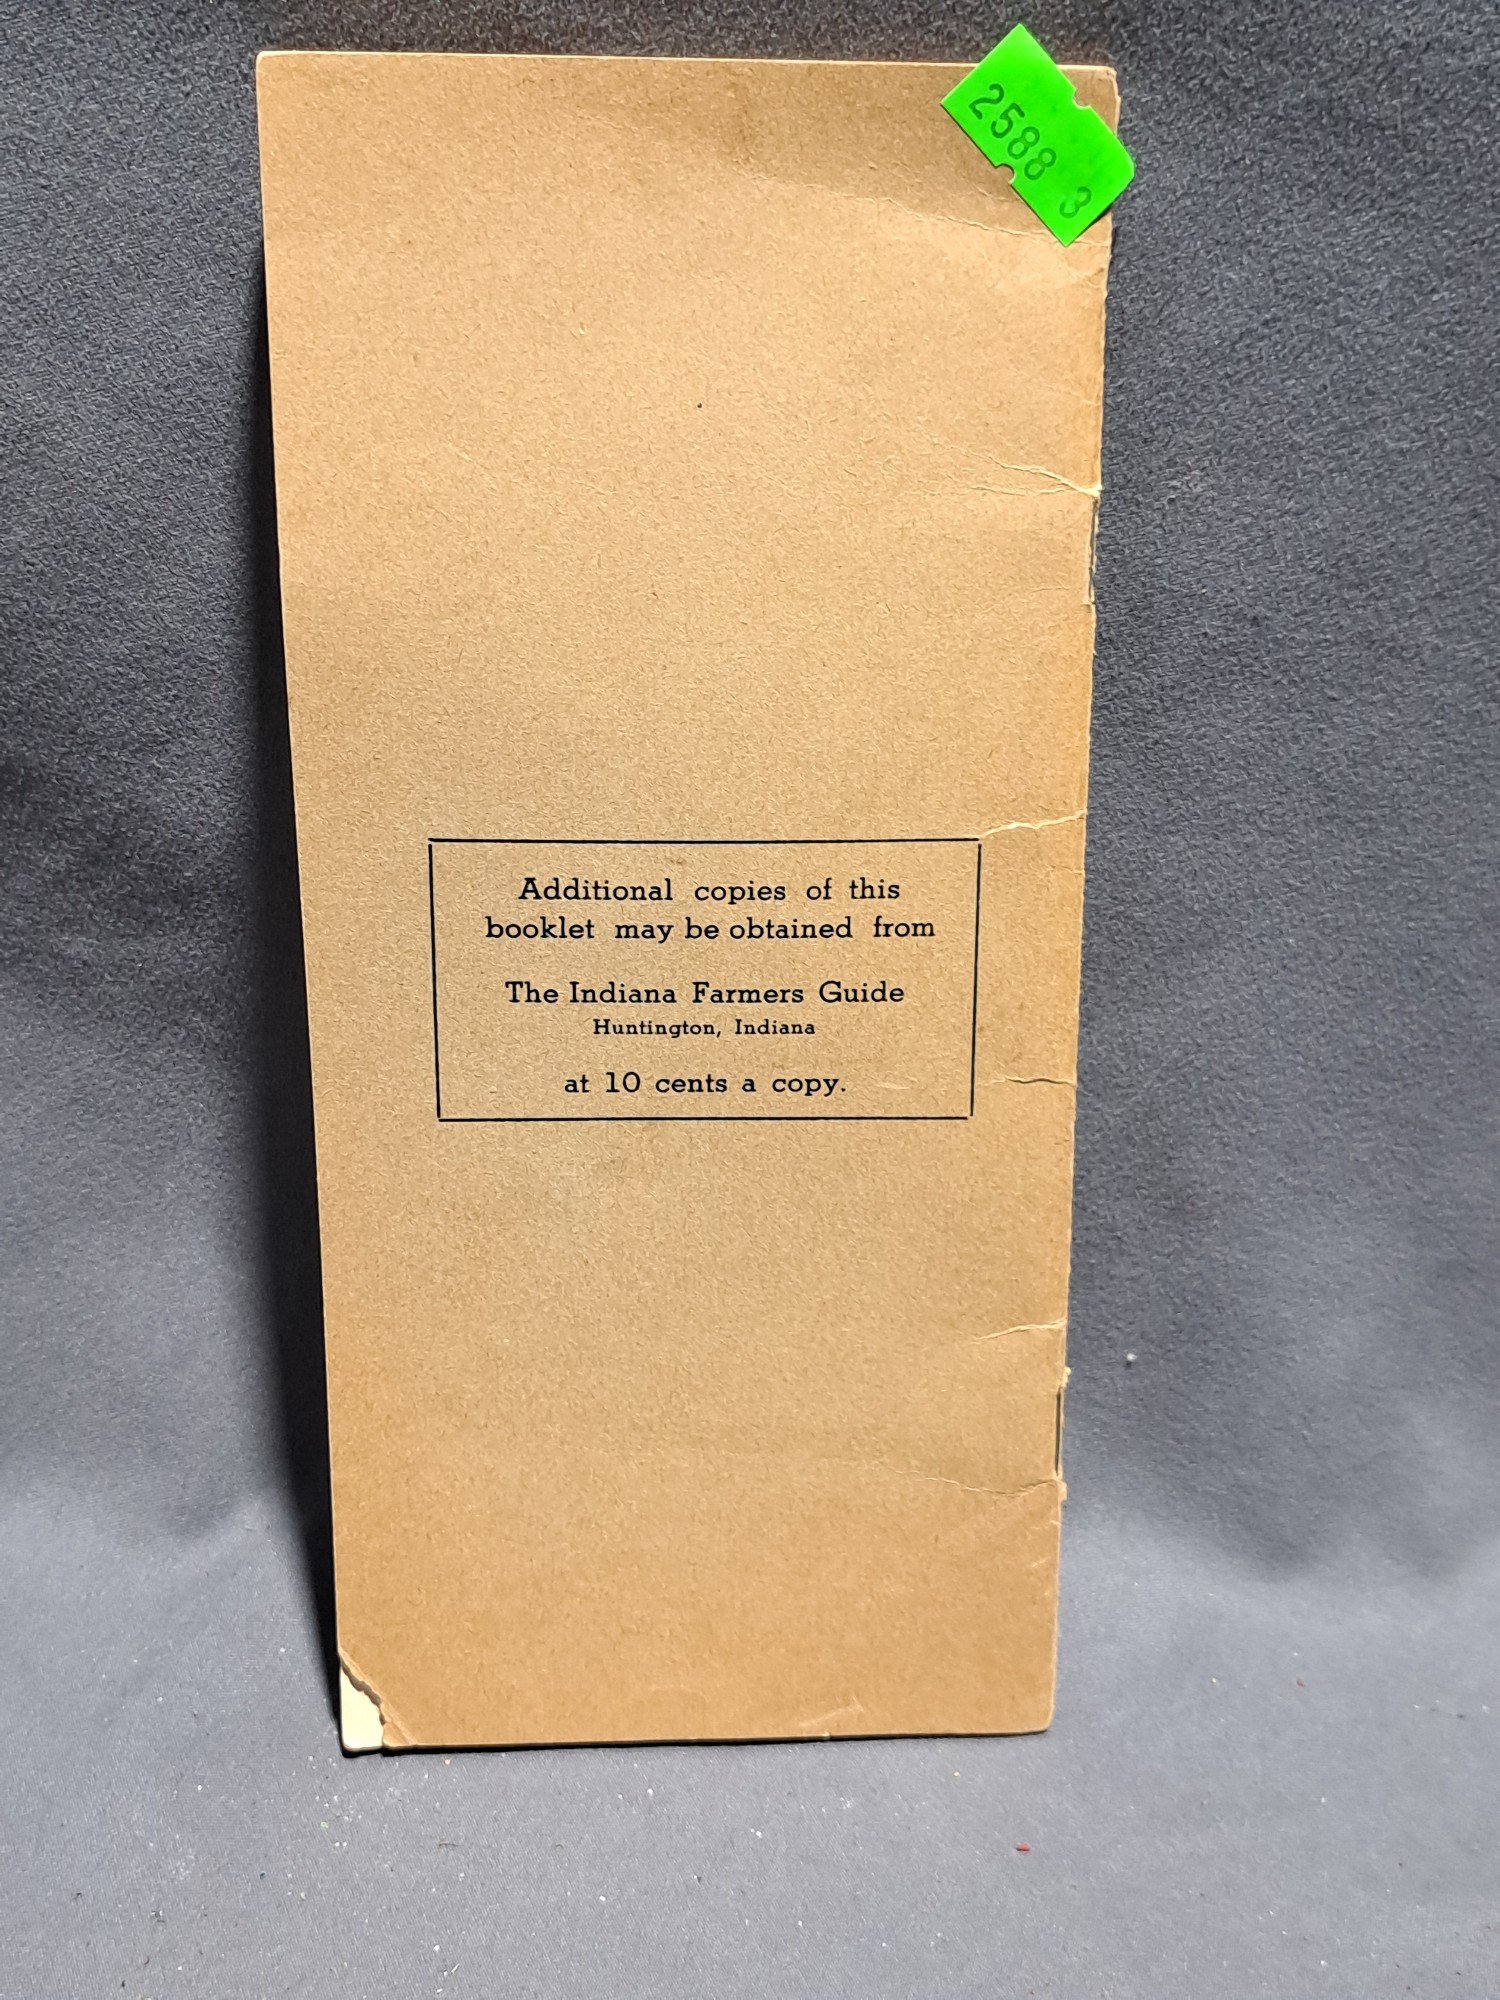 2588 3
Additional copies of this
booklet may be obtained from
The Indiana Farmers Guide
Huntington, Indiana
at 10 cents a copy.